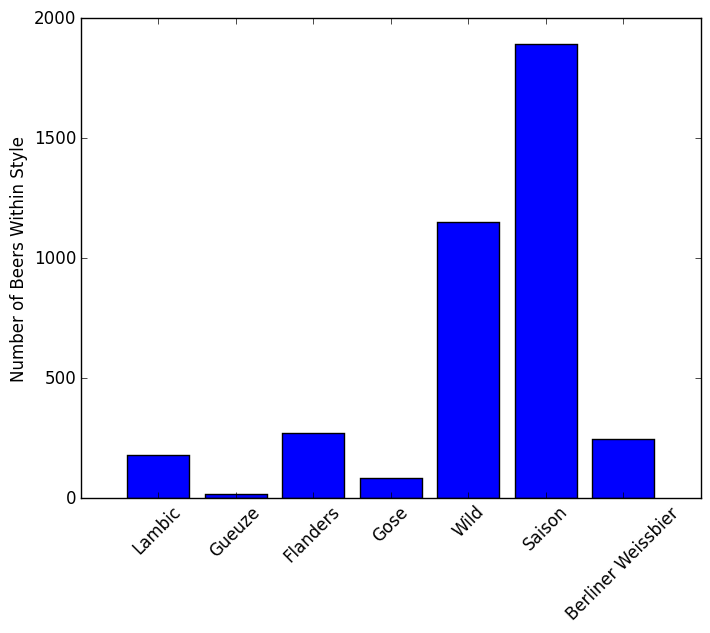 2000
1500
1000
500
0
Number of Beers Within Style
Lambic
Gueuze
Flanders
Gose
Wild
Saison
Berliner Weissbier